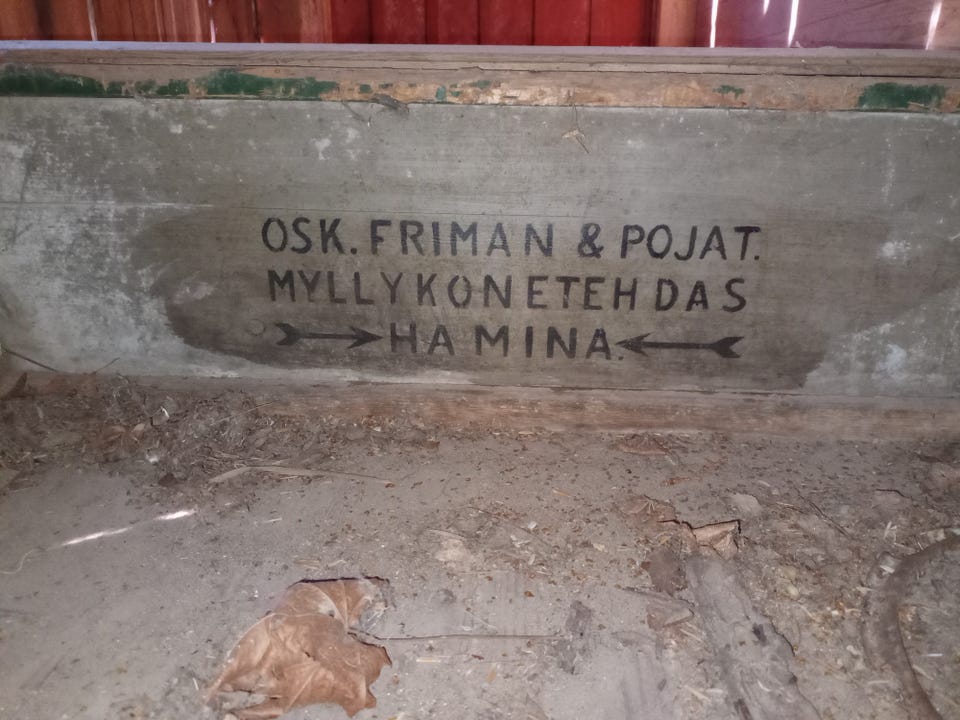 OSK. FRIMAN & POJAT.
MYLLYKONETEHDAS
HAMINA.